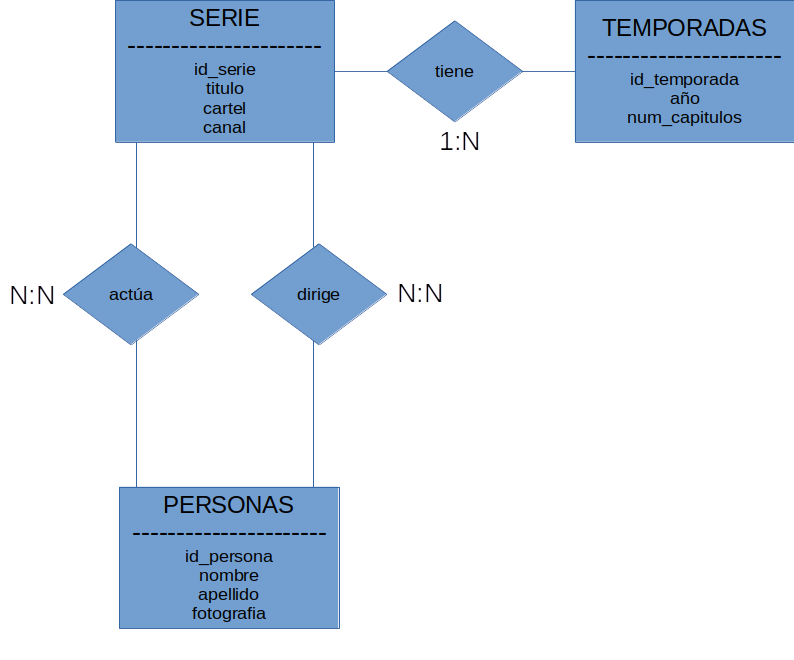 SERIE
----------------------
id_serie
titulo
cartel
canal
tiene
1:N
TEMPORADAS
----------------------
id_temporada
año
num_capitulos
N:N
actúa
dirige
N:N
PERSONAS
----------------------
id_persona
nombre
apellido
fotografia